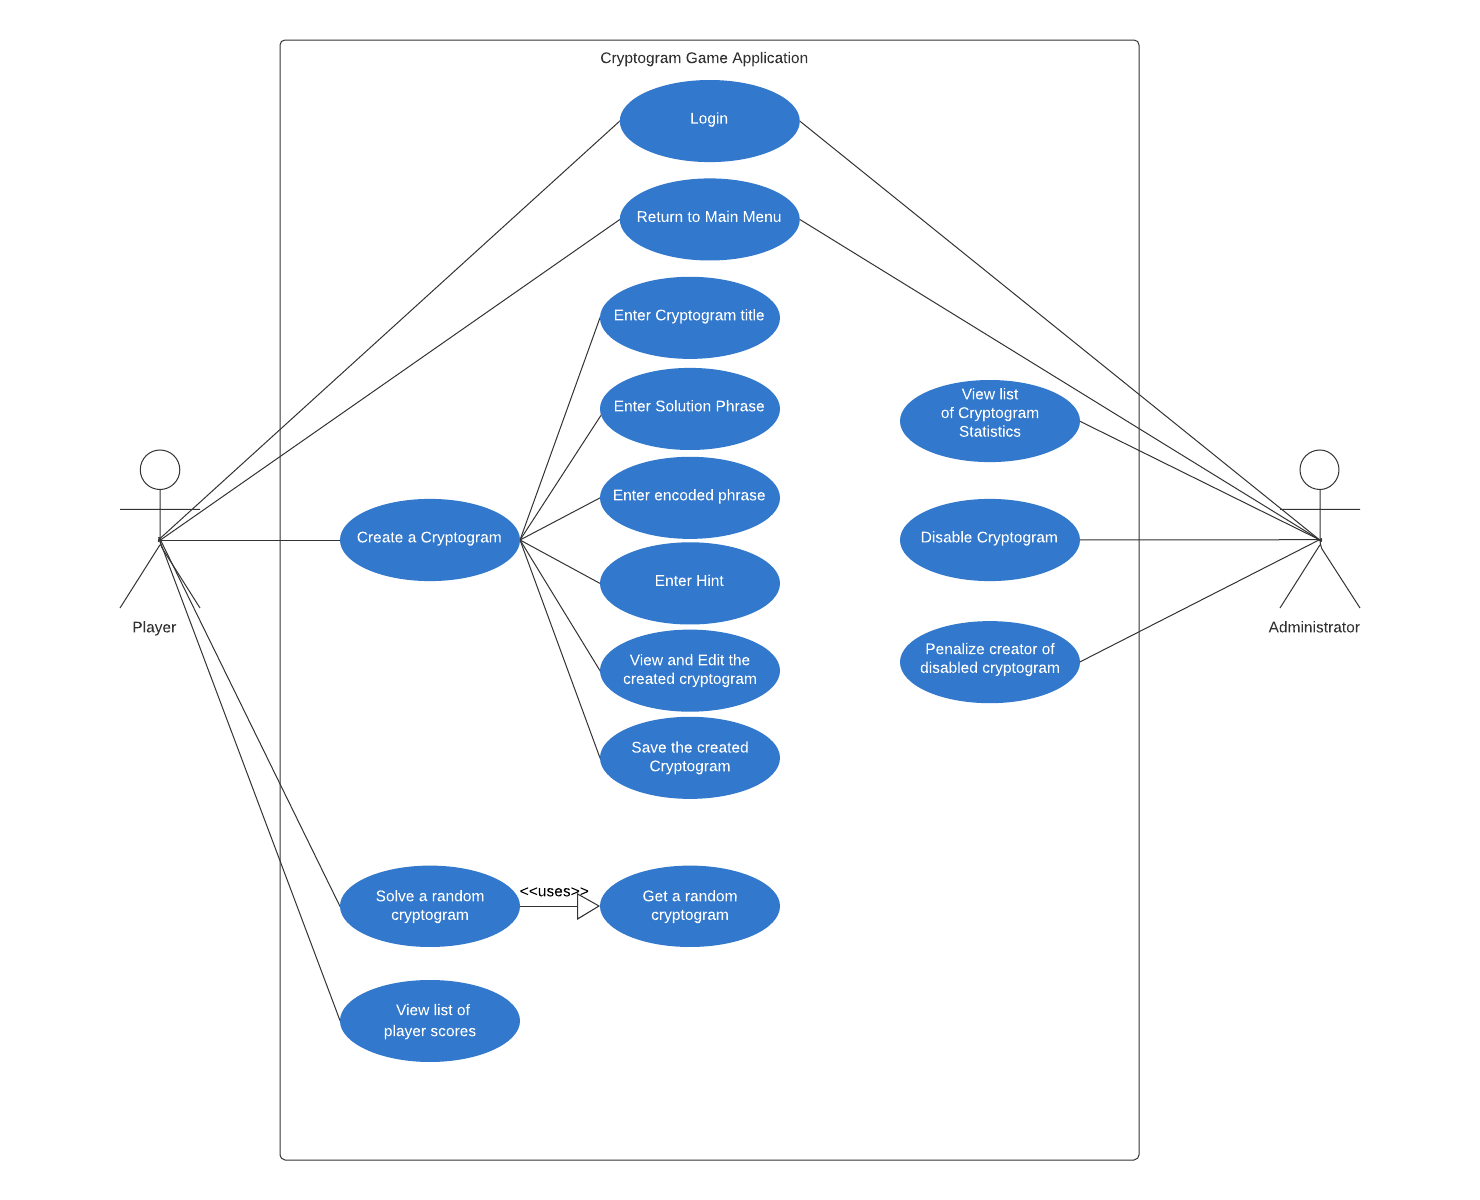 Cryptogram Game Application
Login
Return to Main Menu
Enter Cryptogram title
View list
of Cryptogram
Statistics
Enter Solution Phrase
Enter encoded phrase
Create a Cryptogram
Disable Cryptogram
Enter Hint
Player
Administrator
View and Edit the
created cryptogram
Penalize creator of
disabled cryptogram
Save the created
Cryptogram
Solve a random
cryptogram
<<uses>>
Get a random
cryptogram
View list of
player scores